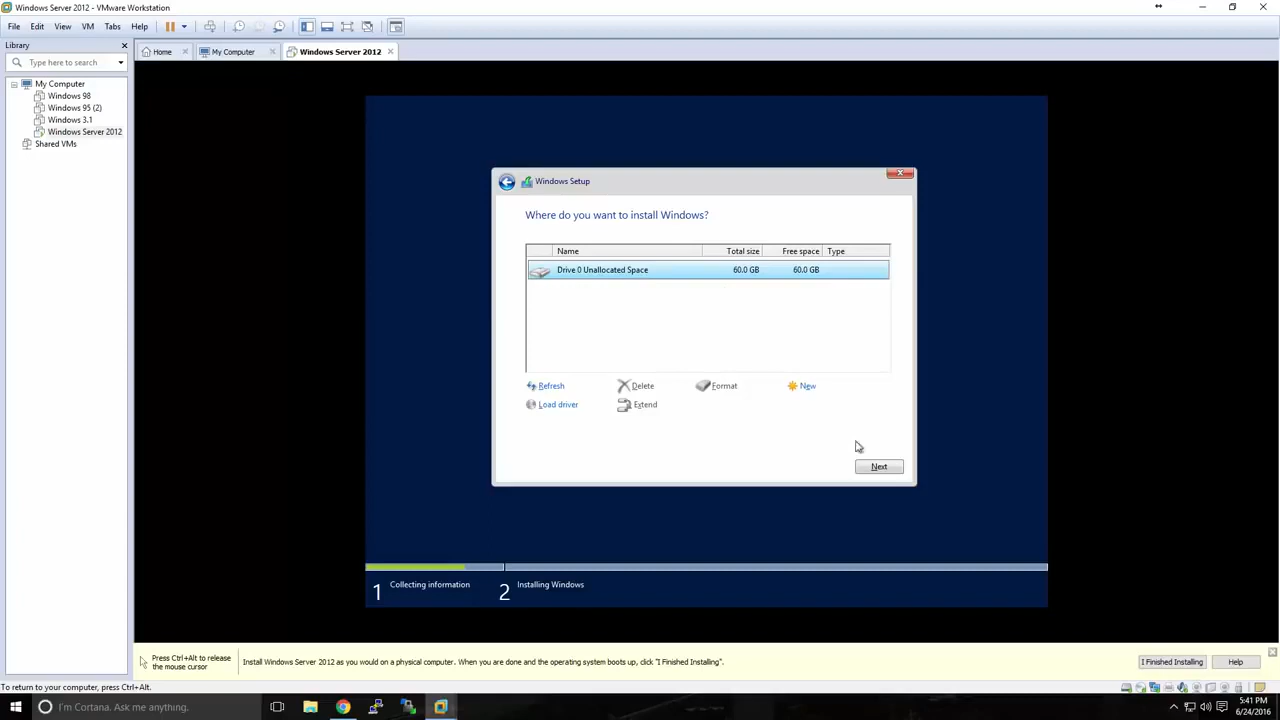 Windows Server 2012 - VMware Workstation
File Edit View VM Tabs Help
Library
Type here to search
My Computer
Windows 98
Windows 95 (2)
Windows 3.1
Windows Server 2012
Shared VMs
Home
My Computer
Windows Server 2012
Windows Setup
Where do you want to install Windows?
Name Total size Free space Type
Drive 0 Unallocated Space 60.0 GB 60.0 GB
Refresh Delete Format New
Load driver Extend
Next
1 Collecting information 2 Installing Windows
Press Ctrl+Alt to release
the mouse cursor
Install Windows Server 2012 as you would on a physical computer. When you are done and the operating system boots up, click "I Finished Installing".
I Finished Installing
Help
To return to your computer, press Ctrl+Alt.
I'm Cortana. Ask me anything.
5:41 PM
6/24/2016